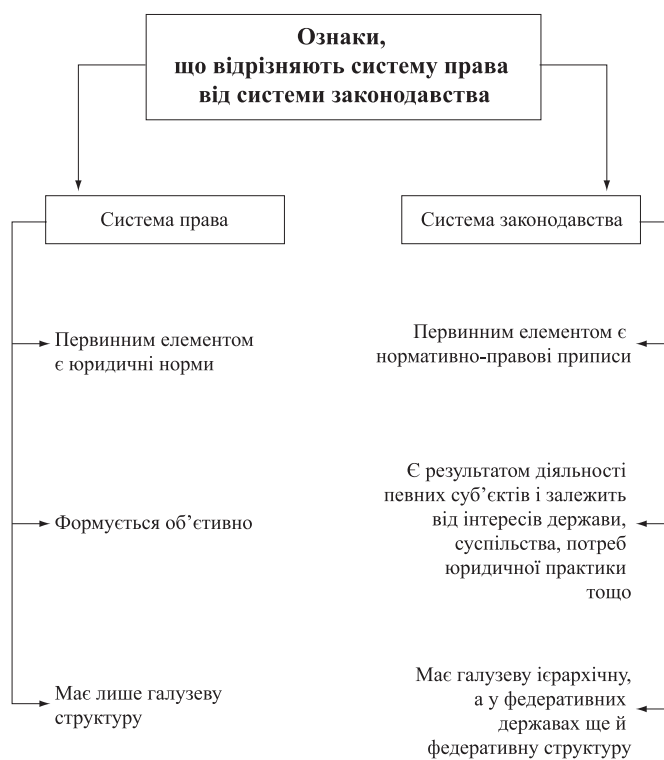 Ознаки,
що відрізняють систему права
від системи законодавства
Система права
Система законодавства
Первинним елементом
є юридичні норми
Первинним елементом є
нормативно-правові приписи
Формується об’єтивно
Є результатом діяльності
певних суб’єктів і залежить
від інтересів держави,
суспільства, потреб
юридичної практики
тощо
Має лише галузеву
структуру
Має галузеву ієрархічну,
а у федеративних
державах ще й
федеративну структуру